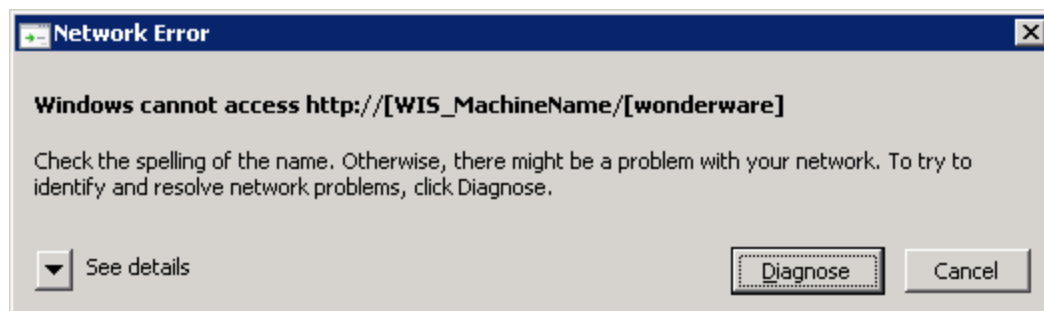 Network Error
Windows cannot access http://[WIS_MachineName/[wonderware]
Check the spelling of the name. Otherwise, there might be a problem with your network. To try to
identify and resolve network problems, click Diagnose.
See details
Diagnose
Cancel